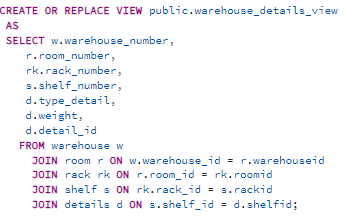 CREATE OR REPLACE VIEW public.warehouse_details_view
AS
SELECT w.warehouse_number,
r.room_number,
rk.rack_number,
s.shelf_number,
d.type_detail,
d.weight,
d.detail_id
FROM warehouse w
JOIN room r ON w.warehouse_id = r.warehouseid
JOIN rack rk ON r.room_id = rk.roomid
JOIN shelf s ON rk.rack_id = s.rackid
JOIN details d ON s.shelf_id = d.shelfid;